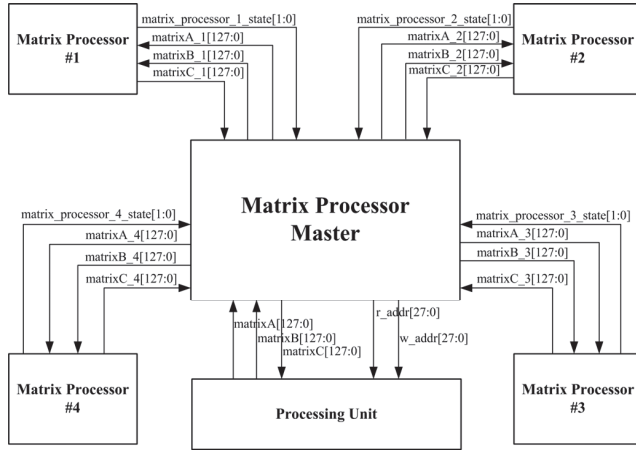 Matrix Processor
#1
matrix_processor_1_state[1:0]
matrixA_1[127:0]
matrixB_1[127:0]
matrixC_1[127:0]
matrix_processor_2_state[1:0]
matrixA_2[127:0]
matrixB_2[127:0]
matrixC_2[127:0]
Matrix Processor
#2
Matrix Processor
Master
matrix_processor_4_state[1:0]
matrixA_4[127:0]
matrixB_4[127:0]
matrixC_4[127:0]
matrix_processor_3_state[1:0]
matrixA_3[127:0]
matrixB_3[127:0]
matrixC_3[127:0]
matrixA[127:0]
matrixB[127:0]
matrixC[127:0]
r_addr[27:0]
w_addr[27:0]
Matrix Processor
#4
Processing Unit
Matrix Processor
#3